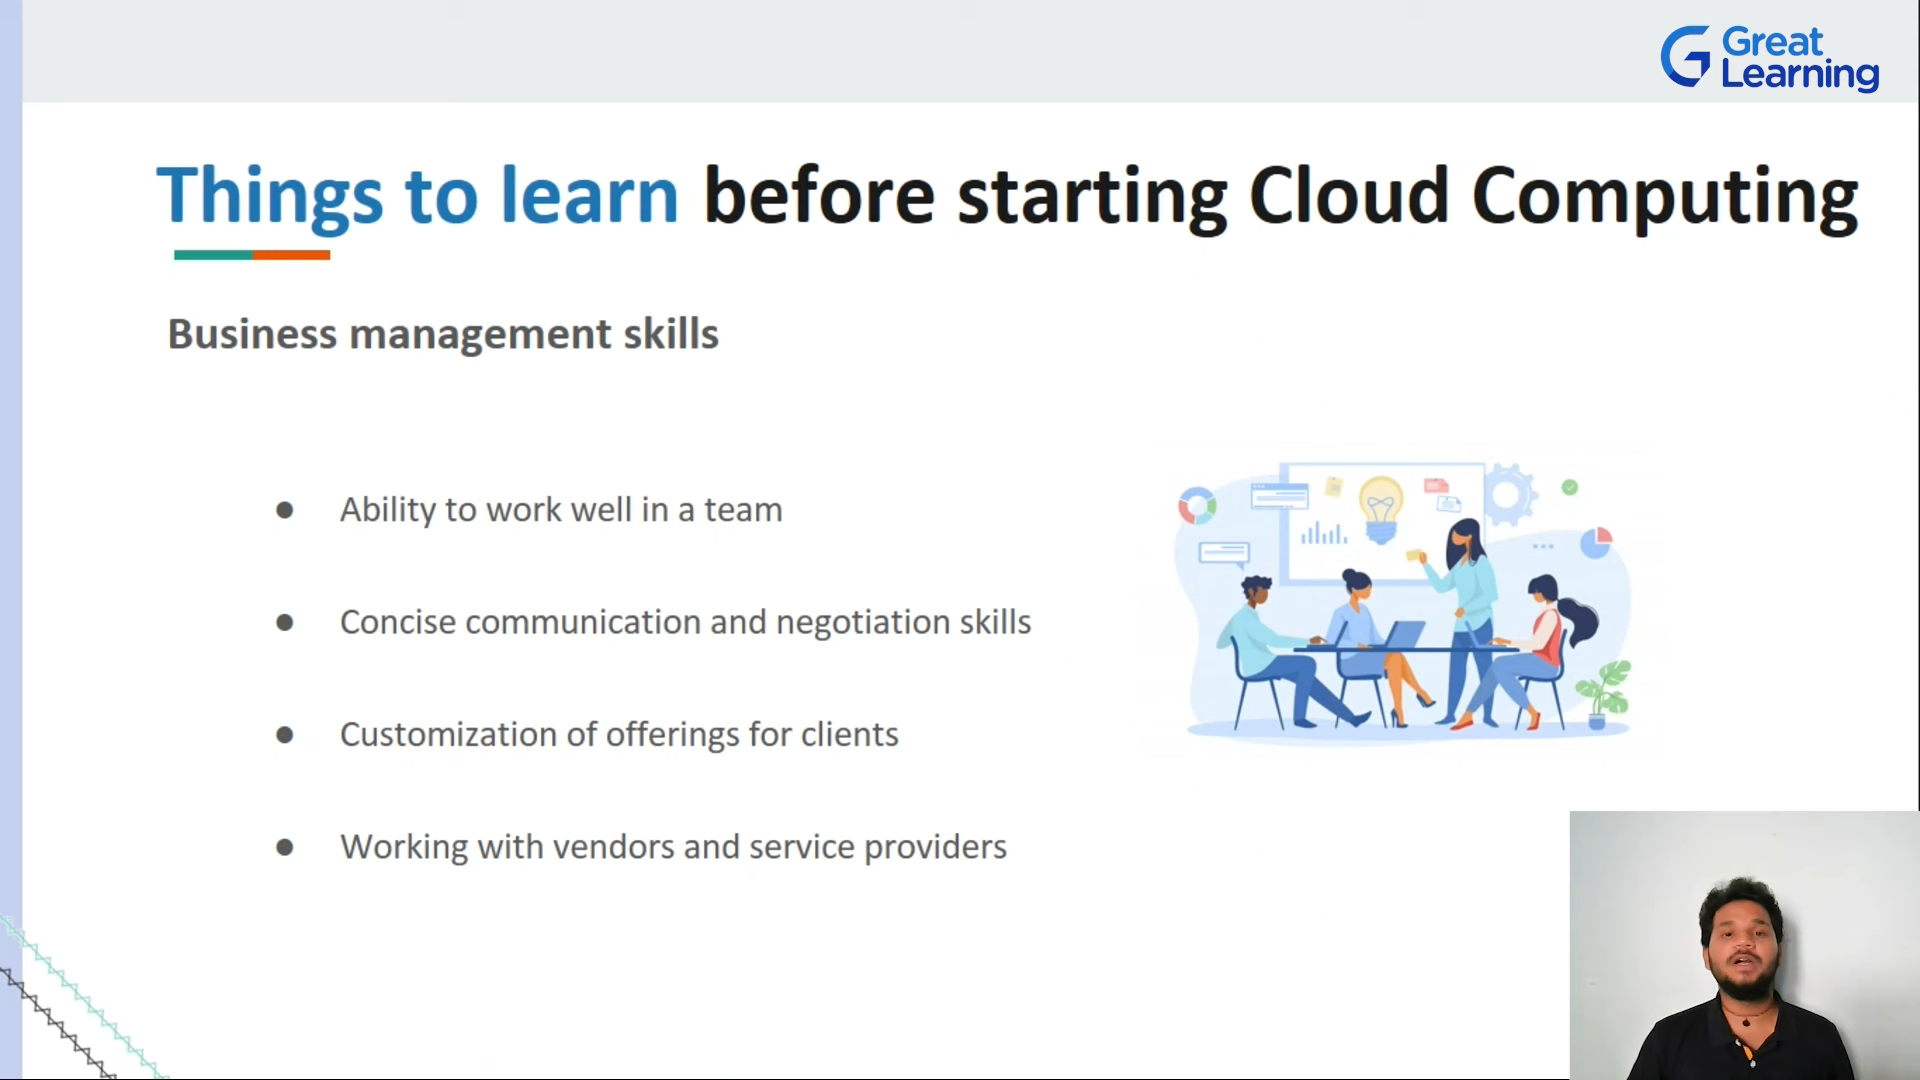 Great
Learning
Things to learn before starting Cloud Computing
Business management skills
● Ability to work well in a team
● Concise communication and negotiation skills
● Customization of offerings for clients
● Working with vendors and service providers